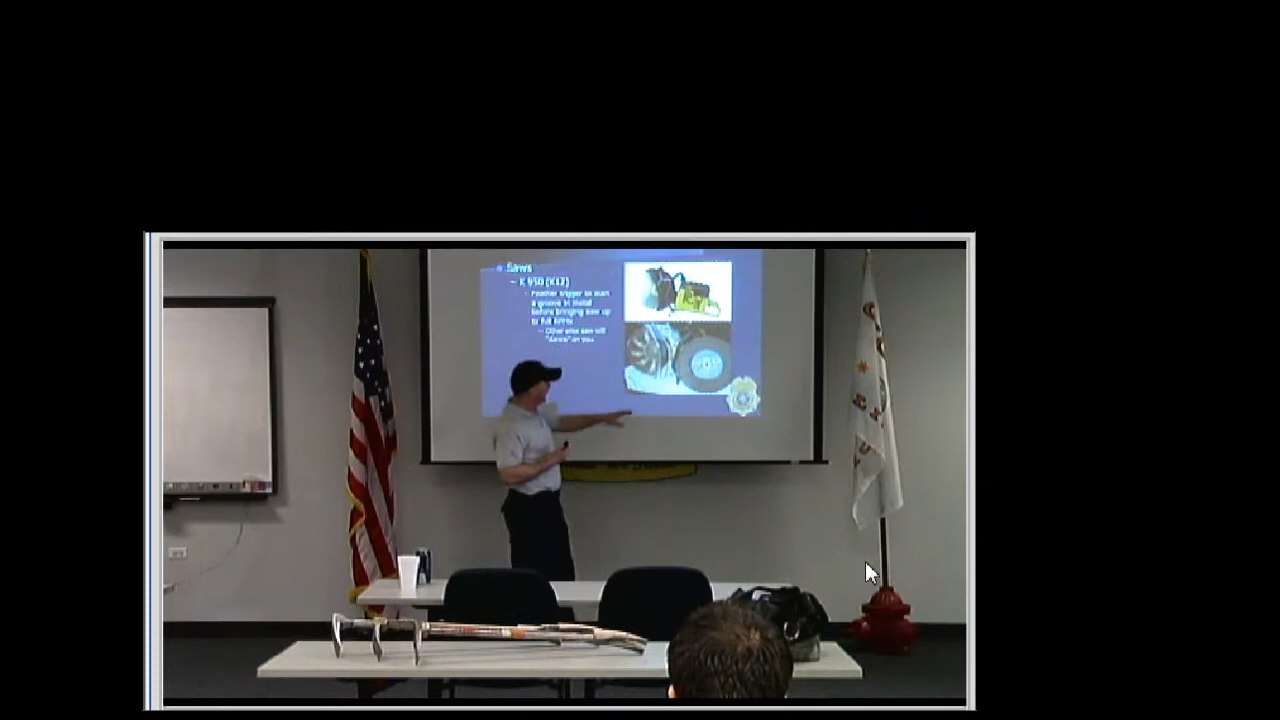 Saws
– K 950 (K12)
Feather trigger to start
a groove in metal
before bringing saw up
to full RPMs
– Other wise saw will
"dance" on you